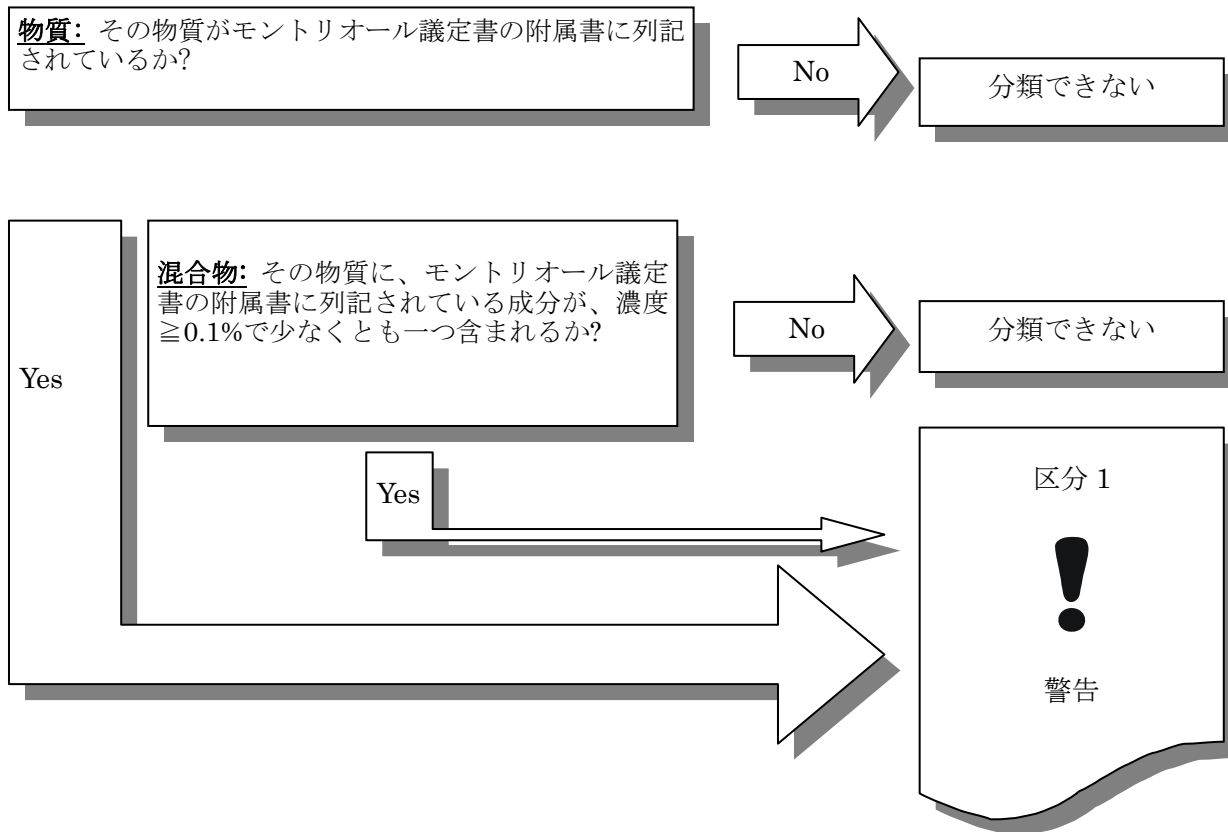 物質: その物質がモントリオール議定書の附属書に列記
されているか?
No
分類できない
混合物: その物質に、モントリオール議定
書の附属書に列記されている成分が、濃度
≧0.1%で少なくとも一つ含まれるか?
No
分類できない
Yes
Yes
区分 1
!
警告